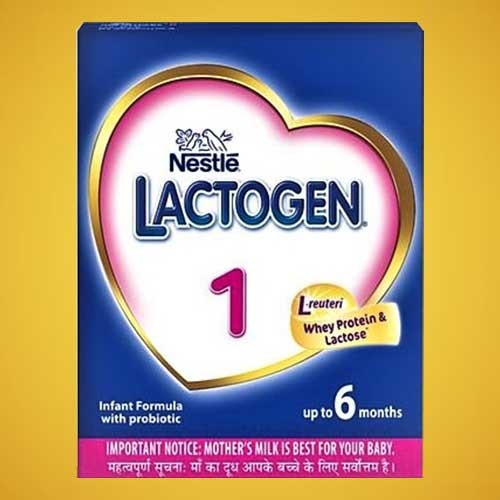 Nestlé
LACTOGEN®
1
L-reuteri
Whey Protein &
Lactose*
Infant Formula
with probiotic
up to 6 months
IMPORTANT NOTICE: MOTHER'S MILK IS BEST FOR YOUR BABY.
महत्वपूर्ण सूचना: माँ का दूध आपके बच्चे के लिए सर्वोत्तम है।